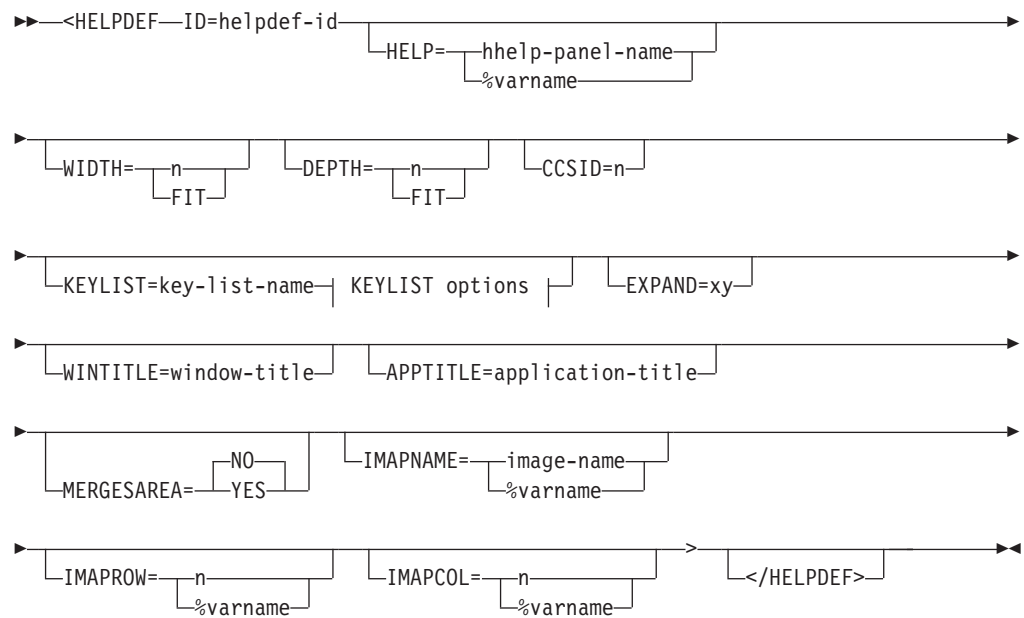 <HELPDEF ID=helpdef-id
HELP= hhelp-panel-name
%varname
WIDTH= n DEPTH= n CCSID=n
FIT FIT
KEYLIST=key-list-name KEYLIST options EXPAND=xy
WINTITLE=window-title APPTITLE=application-title
NO IMAPNAME= image-name
MERGESAREA= YES %varname
>
IMAPROW= n IMAPCOL= n </HELPDEF>
%varname %varname